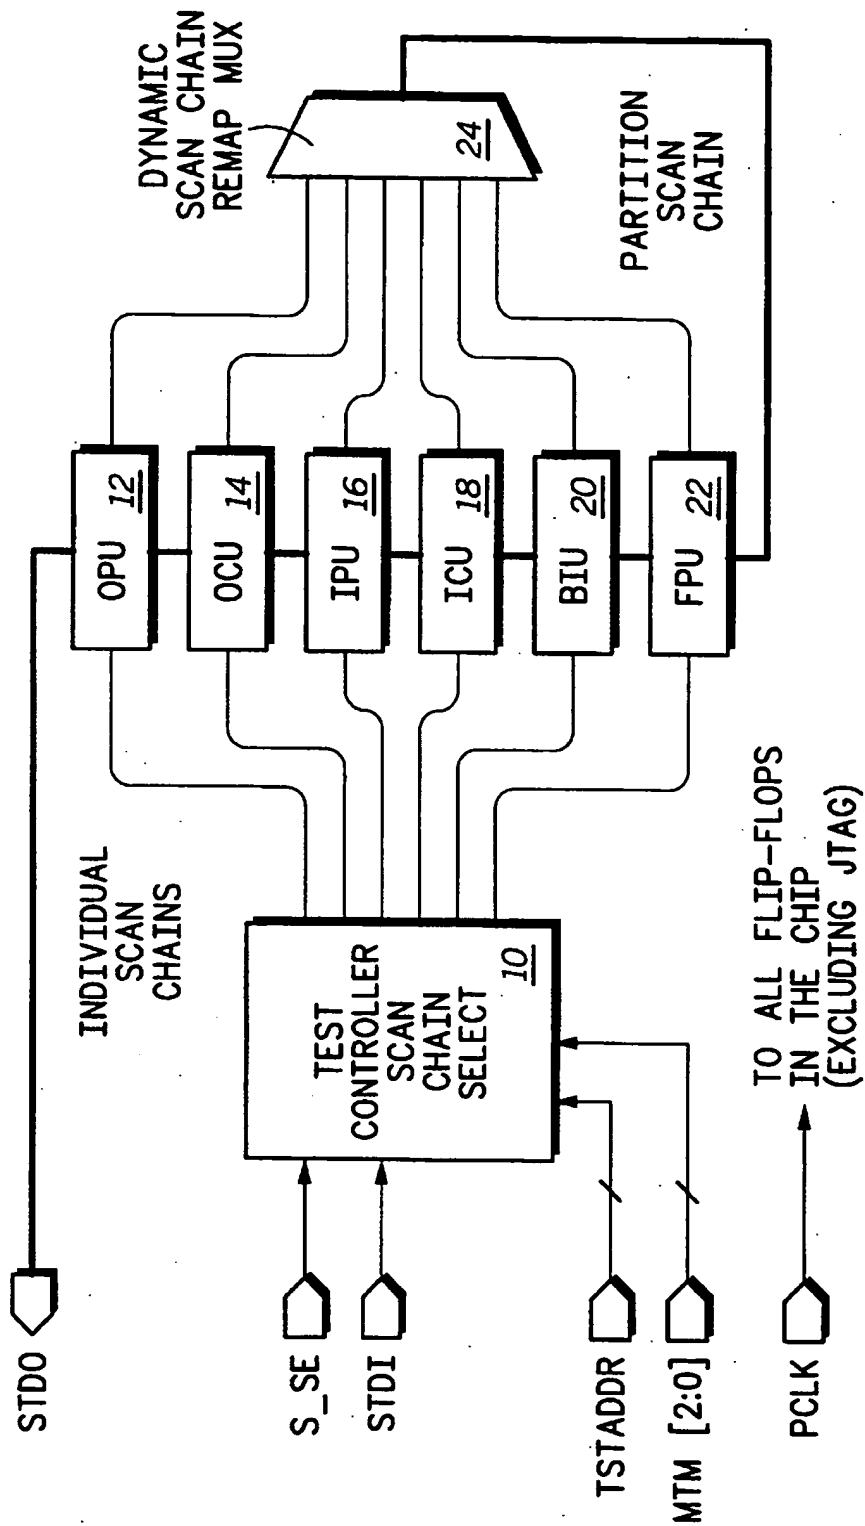 STDO
INDIVIDUAL
SCAN
CHAINS
DYNAMIC
SCAN CHAIN
REMAP MUX
OPU 12
OCU 14
IPU 16
ICU 18
BIU 20
FPU 22
24
S_SE
STDI
TEST
CONTROLLER
SCAN
CHAIN
SELECT
10
PARTITION
SCAN
CHAIN
TSTADDR
MTM [2:0]
PCLK
TO ALL FLIP-FLOPS
IN THE CHIP
(EXCLUDING JTAG)